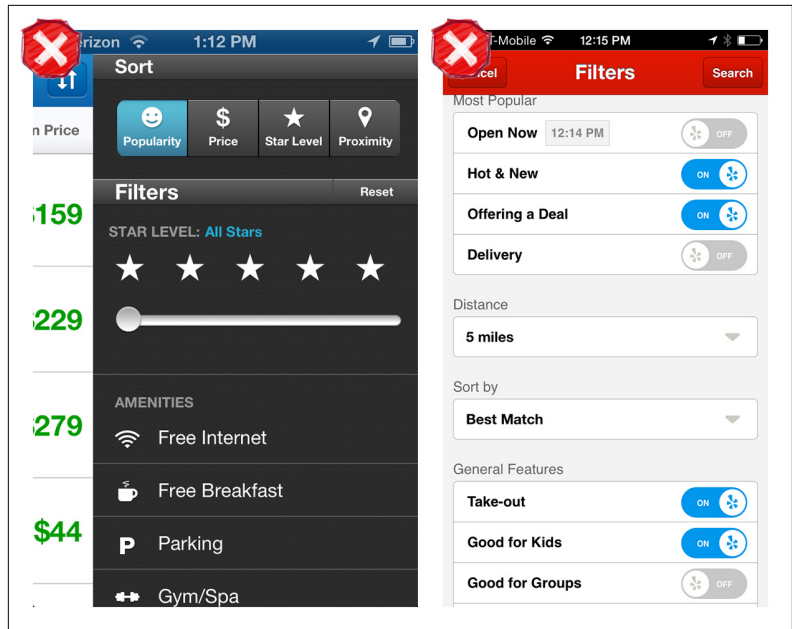 rizon 1:12 PM
Sort
n Price
Popularity
$
Price
Star Level
Proximity
Filters Reset
159
STAR LEVEL: All Stars
229
AMENITIES
279
Free Internet
Free Breakfast
$44
P Parking
Gym/Spa
T-Mobile 12:15 PM
cel Filters Search
Most Popular
Open Now 12:14 PM OFF
Hot & New ON
Offering a Deal ON
Delivery OFF
Distance
5 miles
Sort by
Best Match
General Features
Take-out ON
Good for Kids ON
Good for Groups OFF